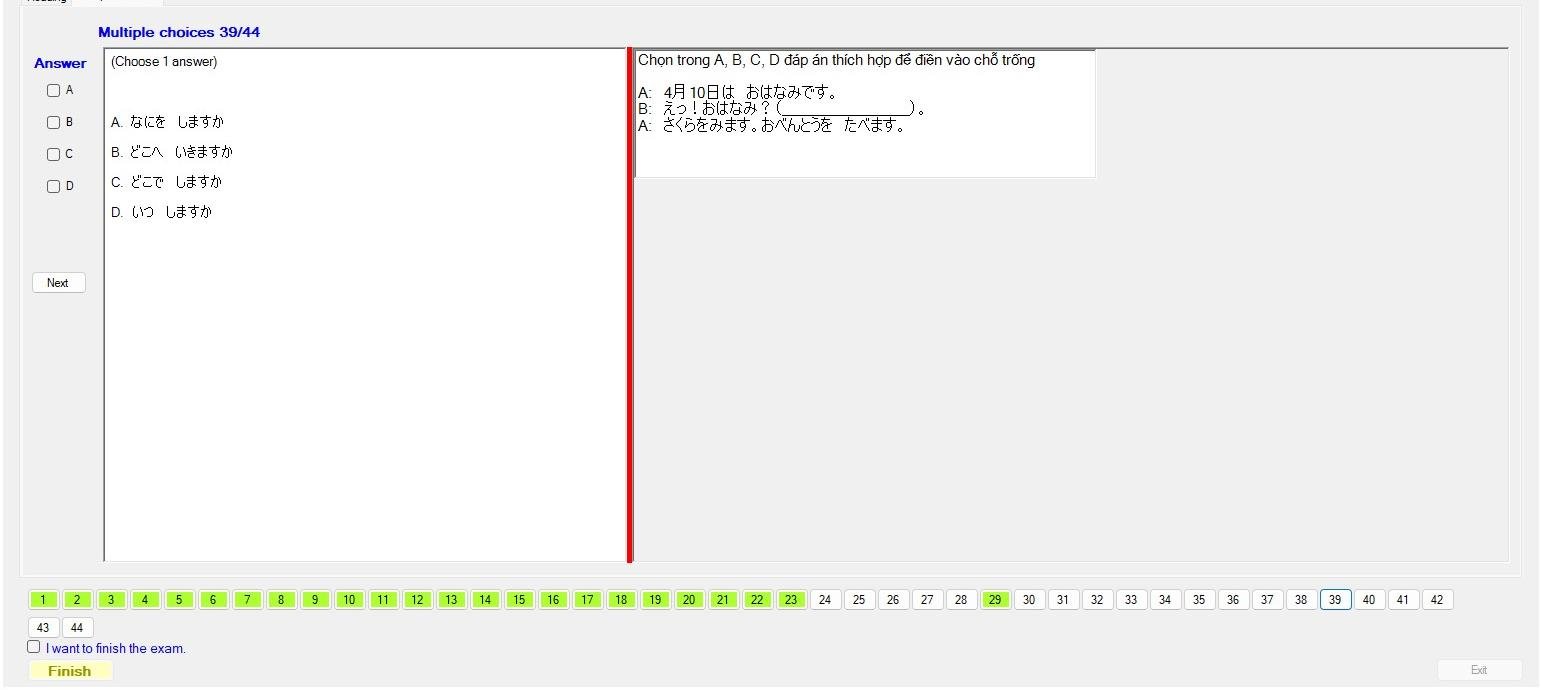 Multiple choices 39/44
Answer
A
B
C
D
Next
(Choose 1 answer)
A. なにを しますか
B. どこへ いきますか
C. どこで しますか
D. いつ しますか
Chọn trong A, B, C, D đáp án thích hợp để điền vào chỗ trống
A: 4月10日は おはなみです。
B: えっ！おはなみ？(__________________)。
A: さくらをみます。おべんとうを たべます。
1 2 3 4 5 6 7 8 9 10 11 12 13 14 15 16 17 18 19 20 21 22 23 24 25 26 27 28 29 30 31 32 33 34 35 36 37 38 39 40 41 42
43 44
I want to finish the exam.
Finish
Exit